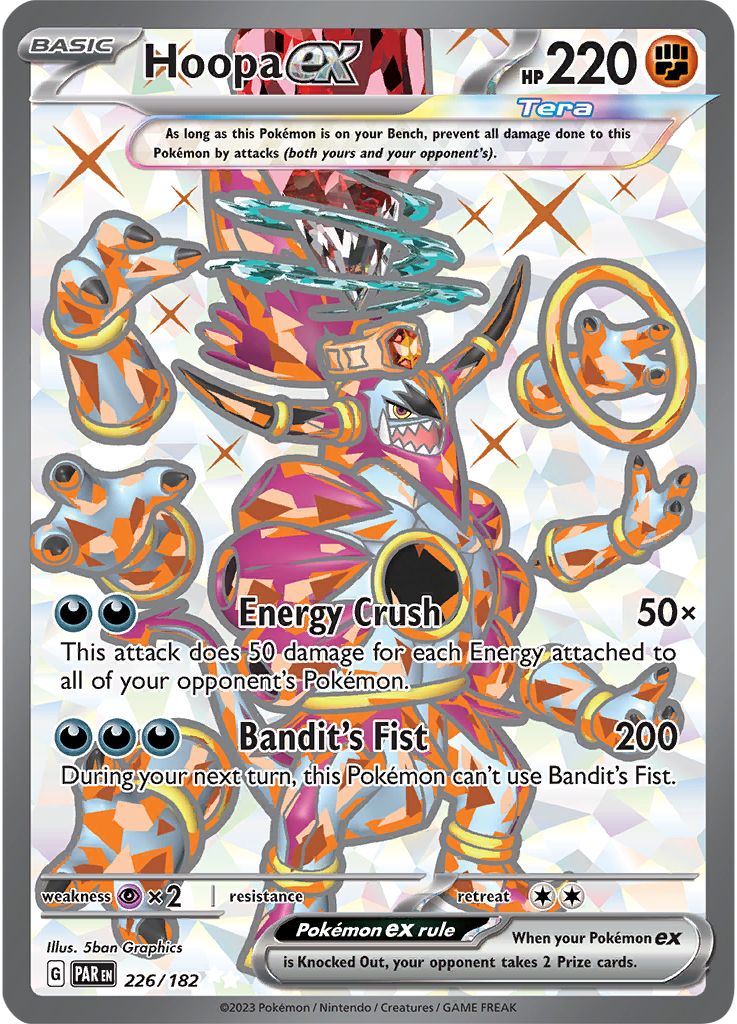 BASIC
Hoopa ex
HP 220
Tera
As long as this Pokémon is on your Bench, prevent all damage done to this
Pokémon by attacks (both yours and your opponent's).
Energy Crush 50×
This attack does 50 damage for each Energy attached to
all of your opponent's Pokémon.
Bandit's Fist 200
During your next turn, this Pokémon can't use Bandit's Fist.
weakness ×2 resistance retreat
Pokémon ex rule
When your Pokémon ex
is Knocked Out, your opponent takes 2 Prize cards.
Illus. 5ban Graphics
G PAR EN 226/182
©2023 Pokémon / Nintendo / Creatures / GAME FREAK